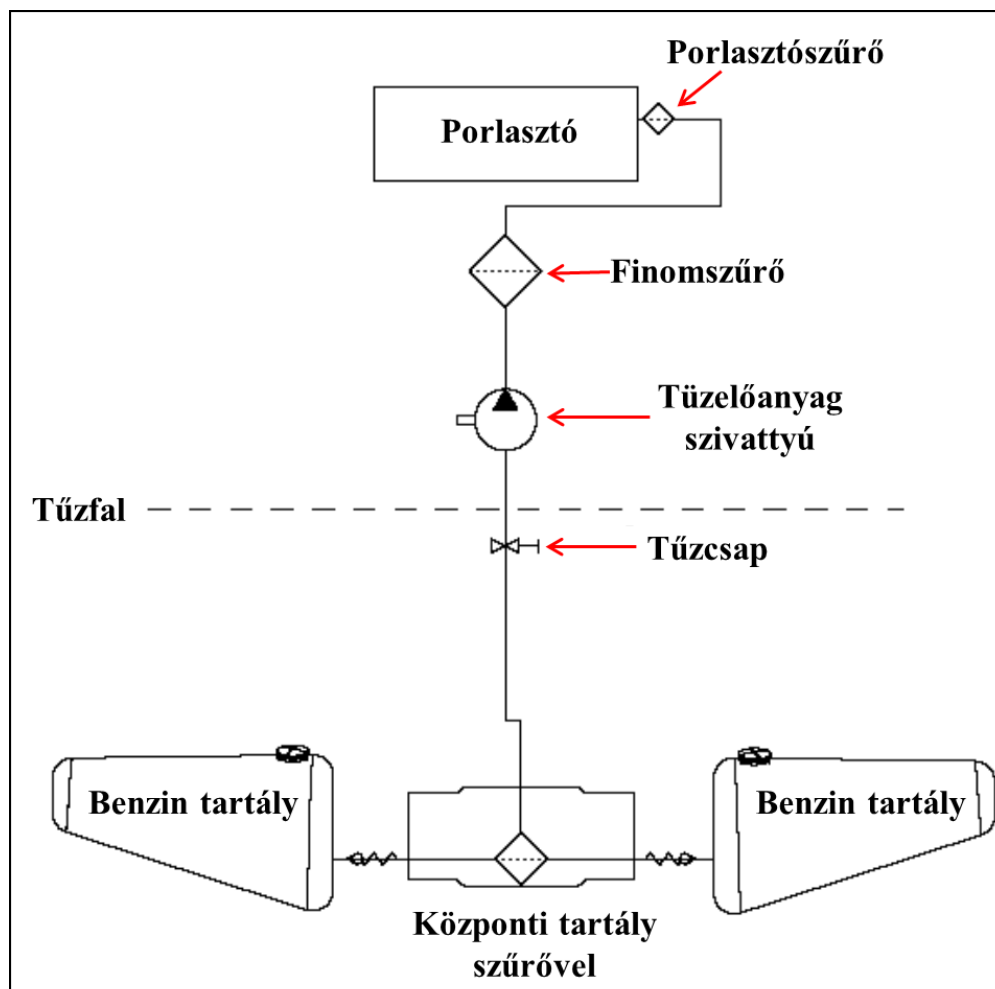 Porlasztószűrő
Porlasztó
Finomszűrő
Tüzelőanyag
szivattyú
Tűzfal
Tűzcsap
Benzin tartály
Benzin tartály
Központi tartály
szűrővel